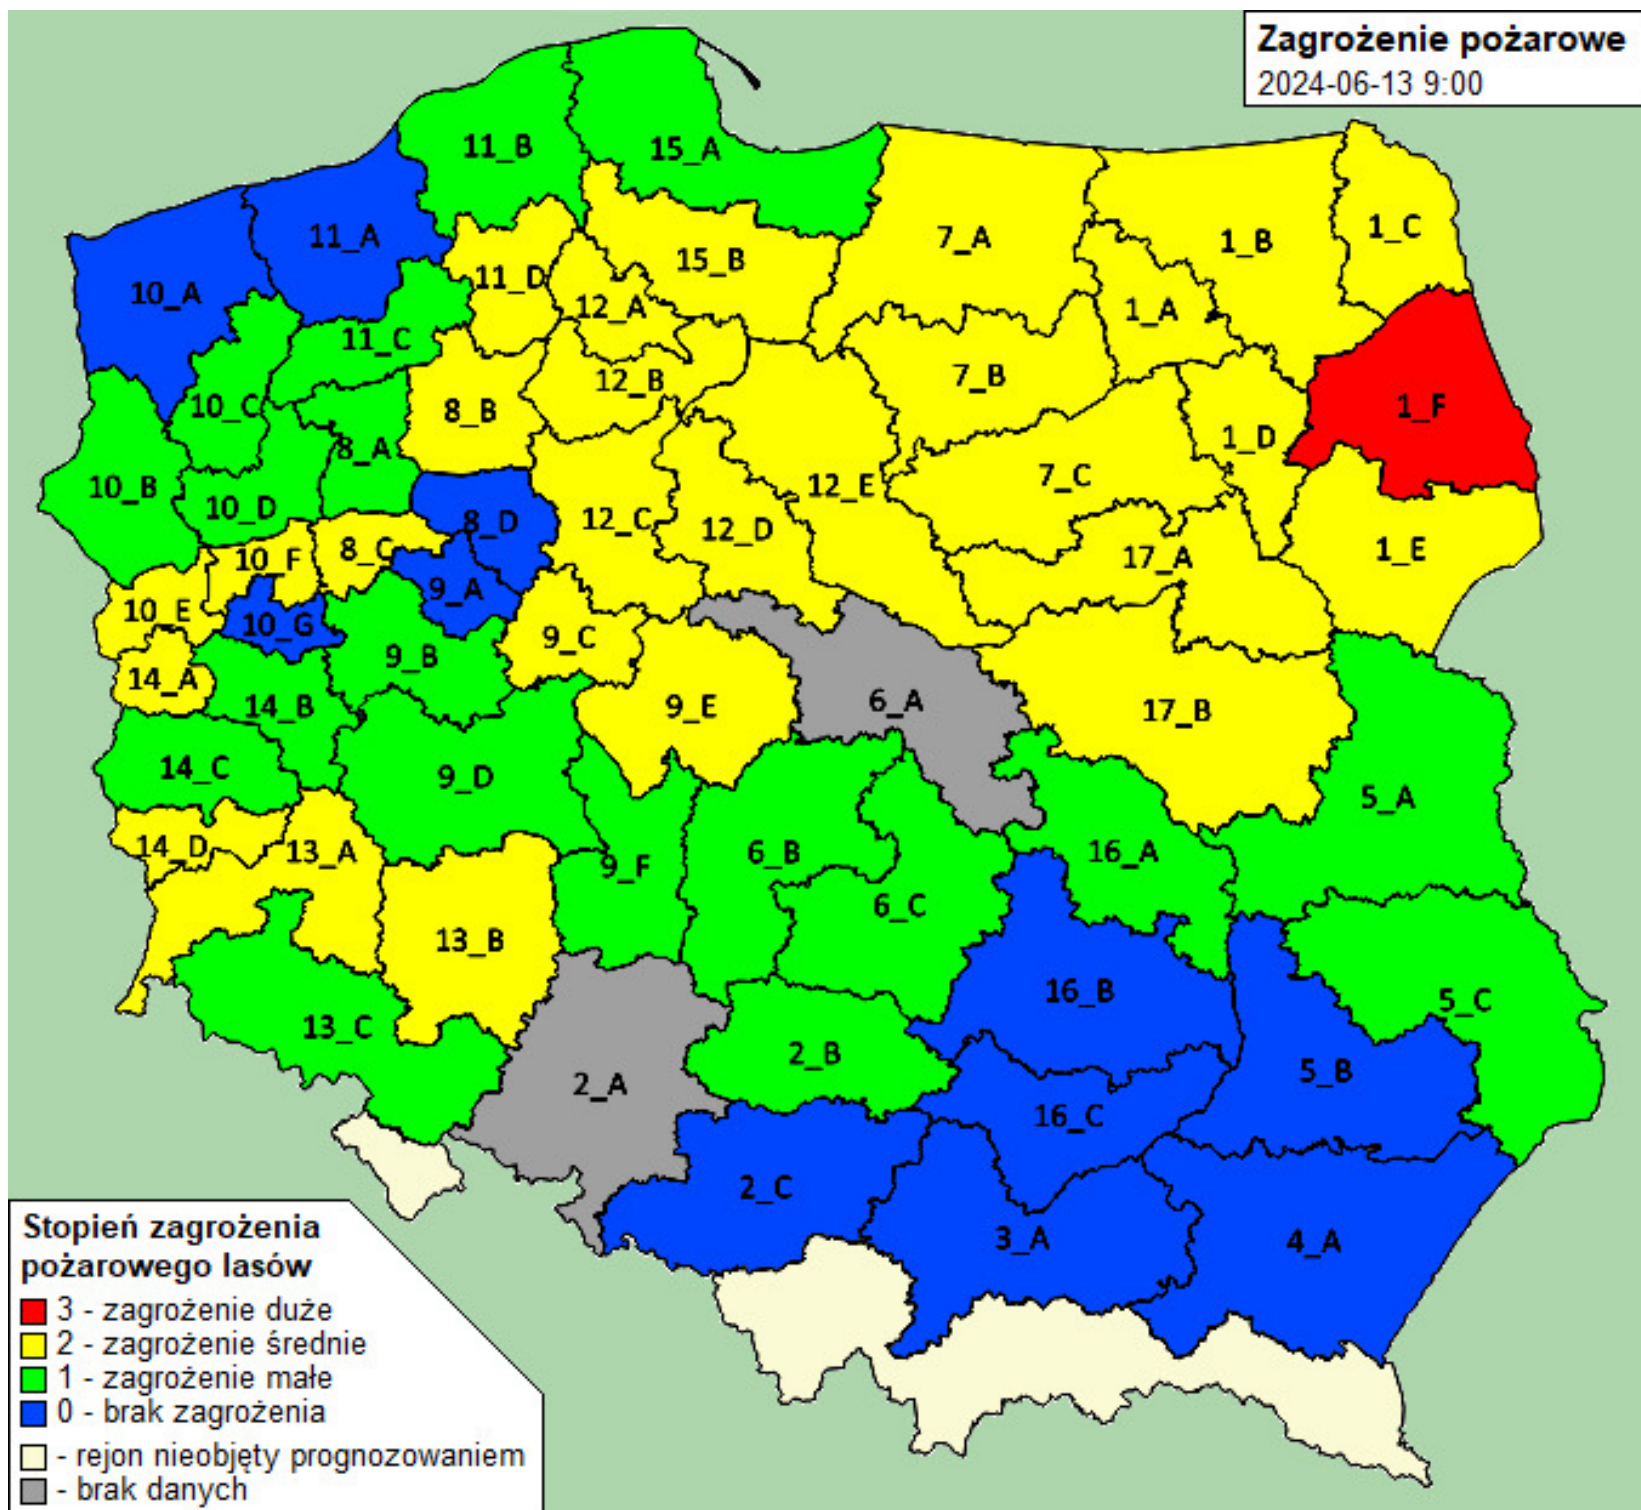 Zagrożenie pożarowe
2024-06-13 9:00
11_B
15_A
11_A
7_A
1_B
1_C
10_A
11_D
15_B
12_A
1_A
11_C
12_B
7_B
10_C
8_B
1_F
8_A
1_D
10_B
10_D
12_E
7_C
8_D
12_C
12_D
10_F
8_C
17_A
1_E
10_E
9_A
10_G
9_C
9_B
14_A
14_B
9_E
6_A
17_B
14_C
9_D
5_A
14_D
13_A
6_B
16_A
9_F
6_C
13_B
16_B
5_C
13_C
2_B
5_B
2_A
16_C
2_C
3_A
4_A
Stopień zagrożenia
pożarowego lasów
3 - zagrożenie duże
2 - zagrożenie średnie
1 - zagrożenie małe
0 - brak zagrożenia
- rejon nieobjęty prognozowaniem
- brak danych